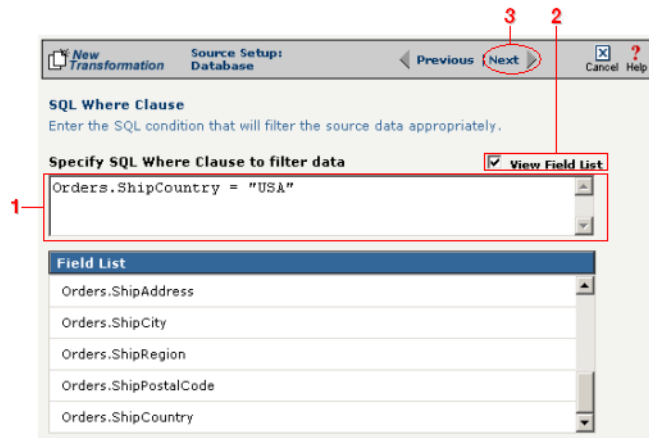 3 2
New Transformation Source Setup: Database Previous Next Cancel ? Help
SQL Where Clause
Enter the SQL condition that will filter the source data appropriately.
Specify SQL Where Clause to filter data View Field List
1
Orders.ShipCountry = "USA"
Field List
Orders.ShipAddress
Orders.ShipCity
Orders.ShipRegion
Orders.ShipPostalCode
Orders.ShipCountry